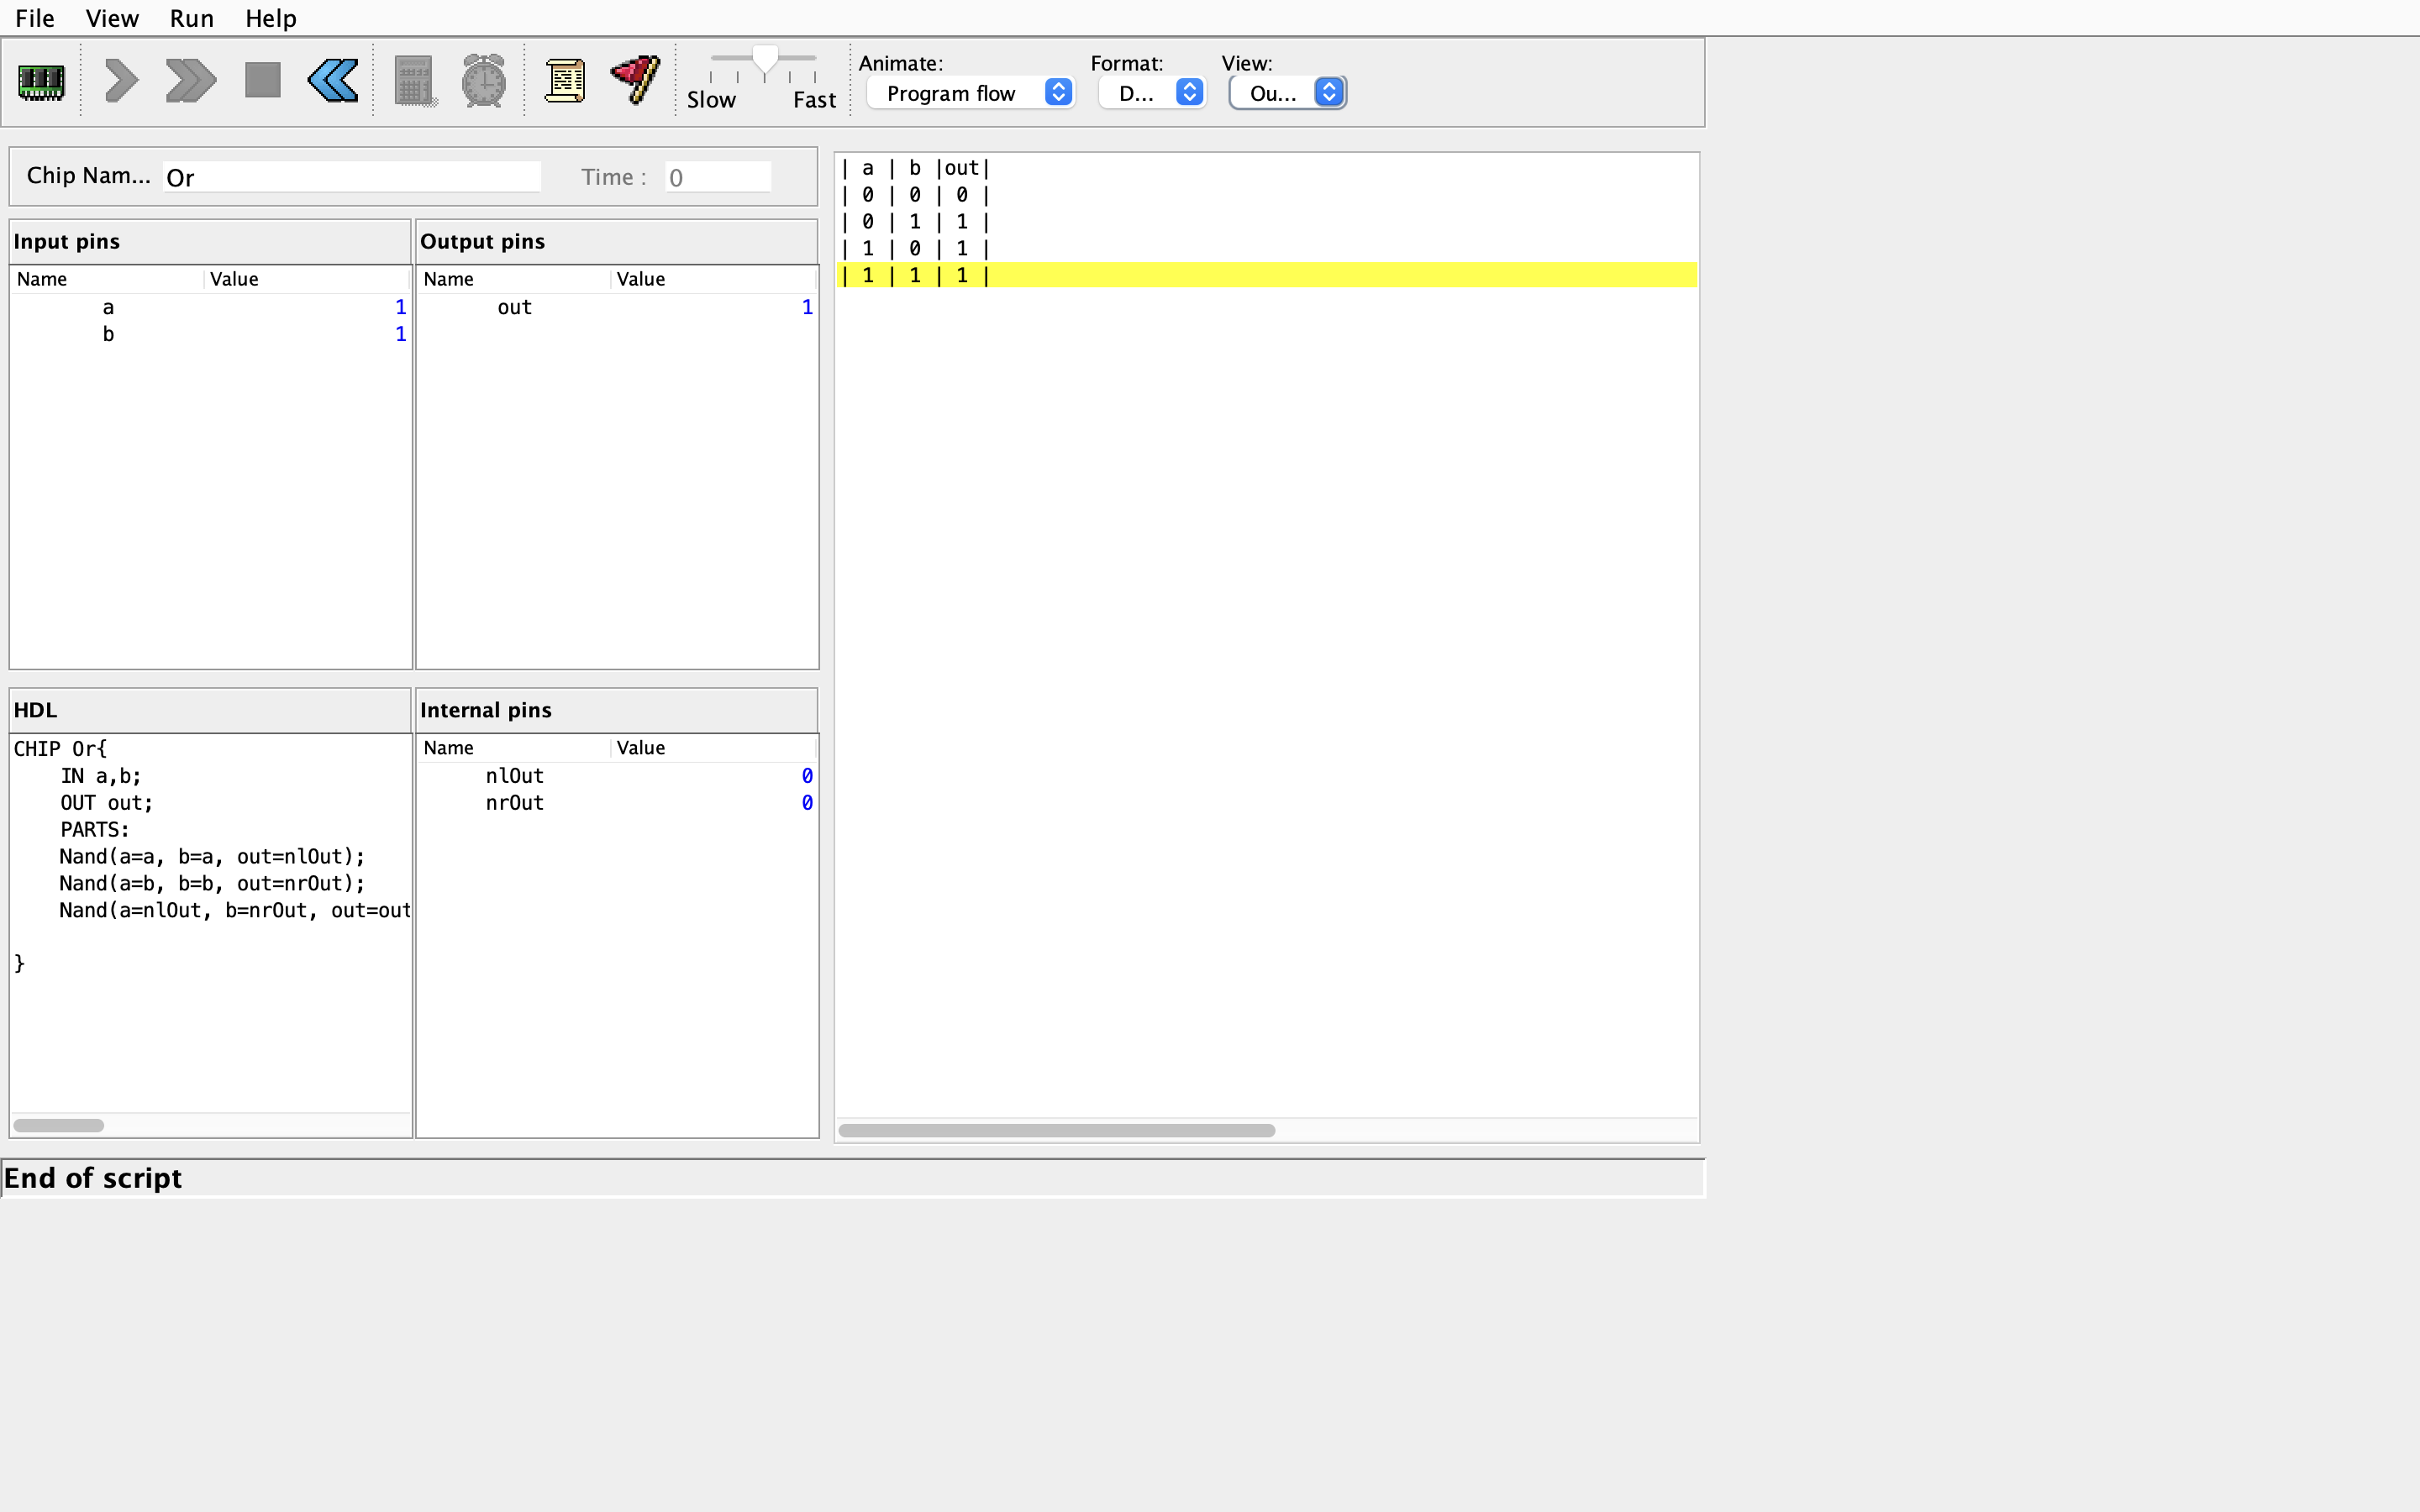 File View Run Help
Slow Fast
Animate: Format: View:
Program flow D... Ou...
Chip Nam... Or Time : 0
Input pins
Name Value
a 1
b 1
Output pins
Name Value
out 1
HDL
CHIP Or{
IN a,b;
OUT out;
PARTS:
Nand(a=a, b=a, out=nlOut);
Nand(a=b, b=b, out=nrOut);
Nand(a=nlOut, b=nrOut, out=out
}
Internal pins
Name Value
nlOut 0
nrOut 0
| a | b |out|
| 0 | 0 | 0 |
| 0 | 1 | 1 |
| 1 | 0 | 1 |
| 1 | 1 | 1 |
End of script